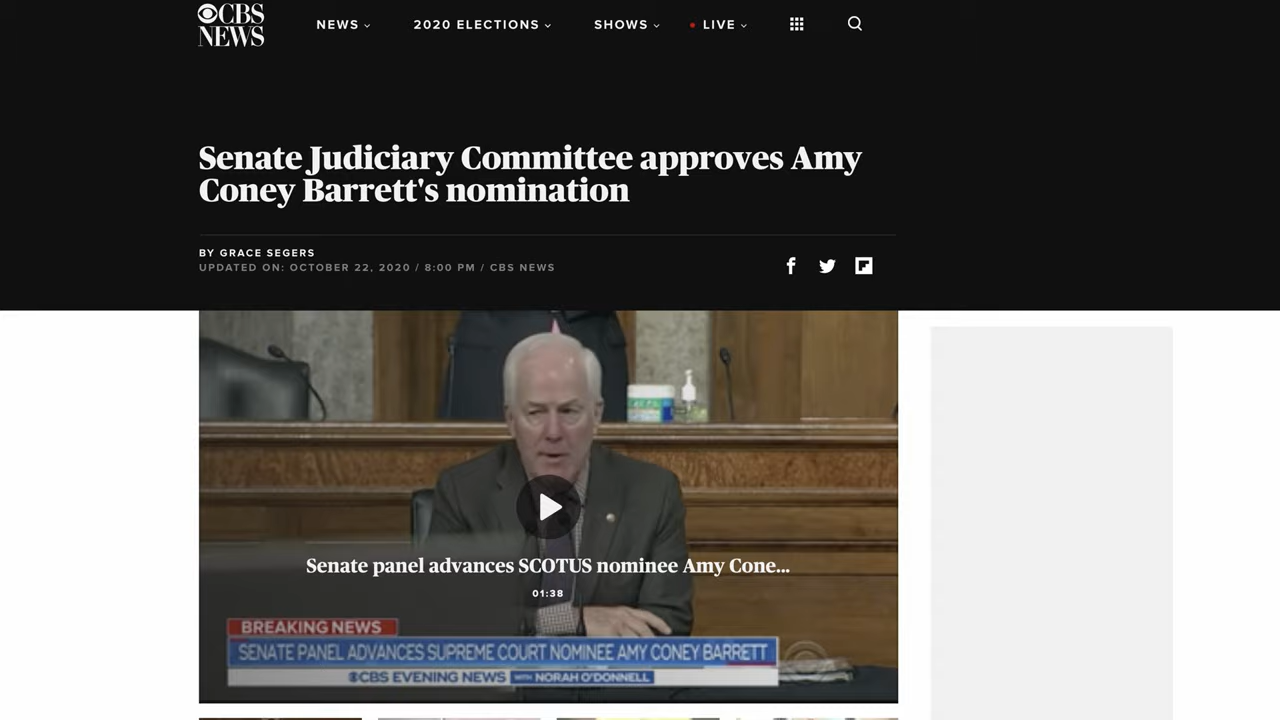 CBS
NEWS
NEWS
2020 ELECTIONS
SHOWS
LIVE
Senate Judiciary Committee approves Amy
Coney Barrett's nomination
BY GRACE SEGERS
UPDATED ON: OCTOBER 22, 2020 / 8:00 PM / CBS NEWS
Senate panel advances SCOTUS nominee Amy Cone...
01:38
BREAKING NEWS
SENATE PANEL ADVANCES SUPREME COURT NOMINEE AMY CONEY BARRETT
CBS EVENING NEWS WITH NORAH O'DONNELL